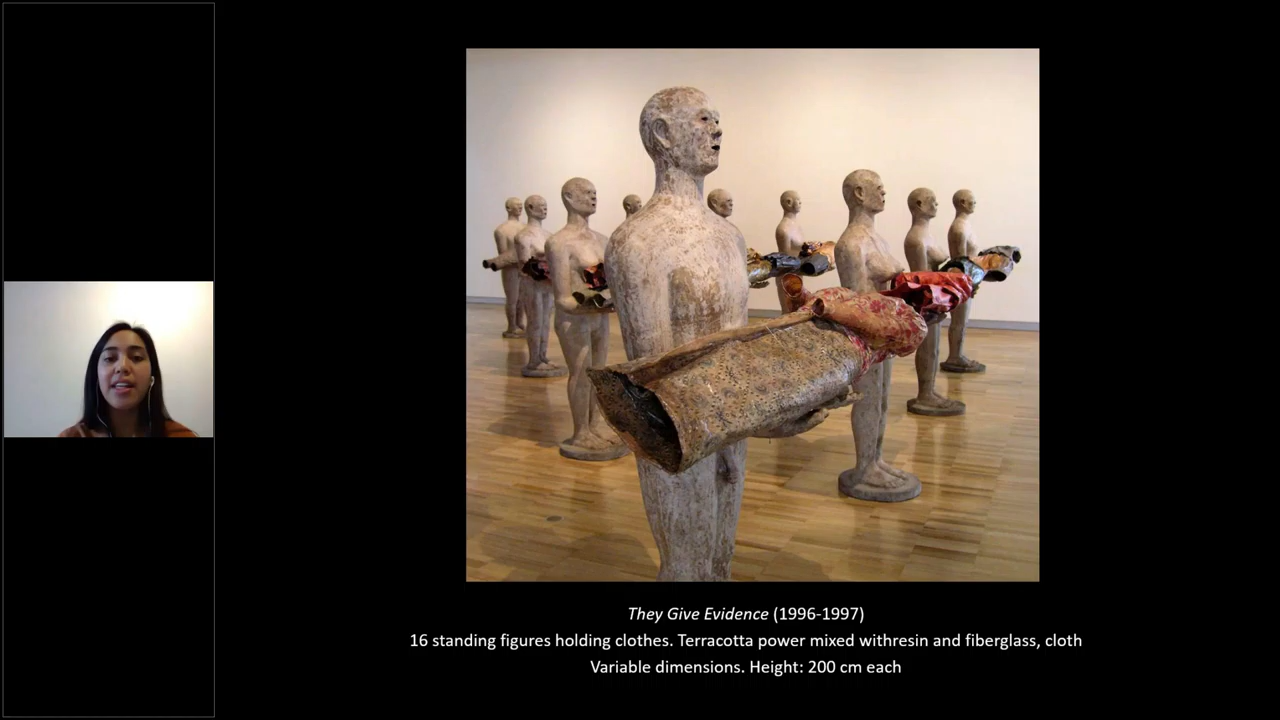 They Give Evidence (1996-1997)
16 standing figures holding clothes. Terracotta power mixed withresin and fiberglass, cloth
Variable dimensions. Height: 200 cm each